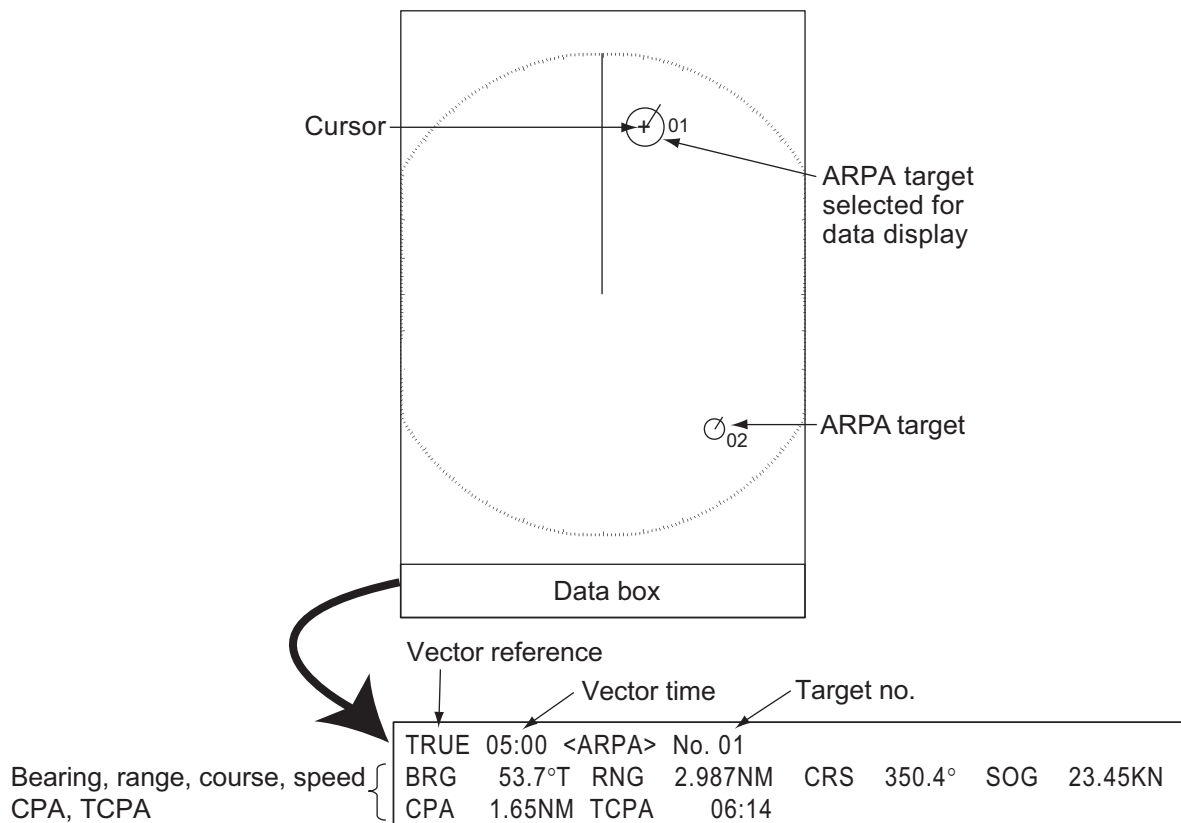 Cursor
01
ARPA target
selected for
data display
02
ARPA target
Data box
Vector reference
Vector time
Target no.
TRUE 05:00 <ARPA> No. 01
Bearing, range, course, speed
BRG 53.7°T RNG 2.987NM CRS 350.4° SOG 23.45KN
CPA, TCPA
CPA 1.65NM TCPA 06:14